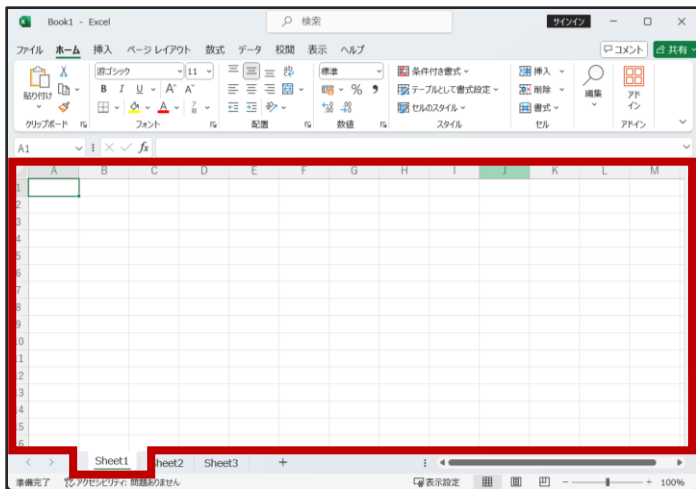 Book1 - Excel
検索
サインイン
ファイル ホーム 挿入 ページ レイアウト 数式 データ 校閲 表示 ヘルプ
コメント 共有
貼り付け
游ゴシック 11
B I U A A
標準
%
条件付き書式
テーブルとして書式設定
セルのスタイル
挿入
削除
書式
編集
アドイン
クリップボード フォント 配置 数値 スタイル セル アドイン
A1 fx
A B C D E F G H I J K L M
1
2
3
4
5
6
7
8
9
Sheet1 Sheet2 Sheet3 +
準備完了 アクセシビリティ: 問題ありません 表示設定 - + 100%